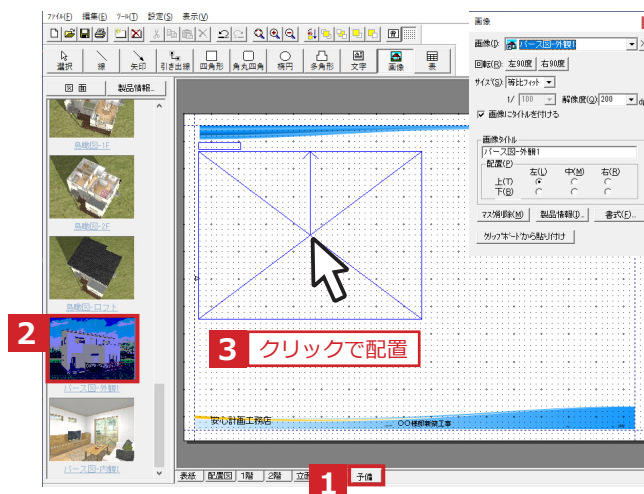 ファイル(F) 編集(E) ツール(T) 設定(S) 表示(V)
選択 線 矢印 引き出線 四角形 角丸四角 楕円 多角形 文字 画像 表
図 面 製品情報...
鳥瞰図-1F
鳥瞰図-2F
鳥瞰図-ロフト
2
パース図-外観1
パース図-内観1
3 クリックで配置
安心計画工務店
〇〇様邸新築工事
表紙 配置図 1階 2階
1
予備
画像
画像(I): パース図-外観1
回転(R): 左90度 右90度
サイズ(S): 等比フィット
1/ 100 解像度(Q): 200
画像にタイトルを付ける
画像タイトル
パース図-外観1
配置(P)
左(L) 中(M) 右(R)
上(T)
下(B)
マスク削除(M) 製品情報(J)... 書式(F)...
クリップボードから貼り付け